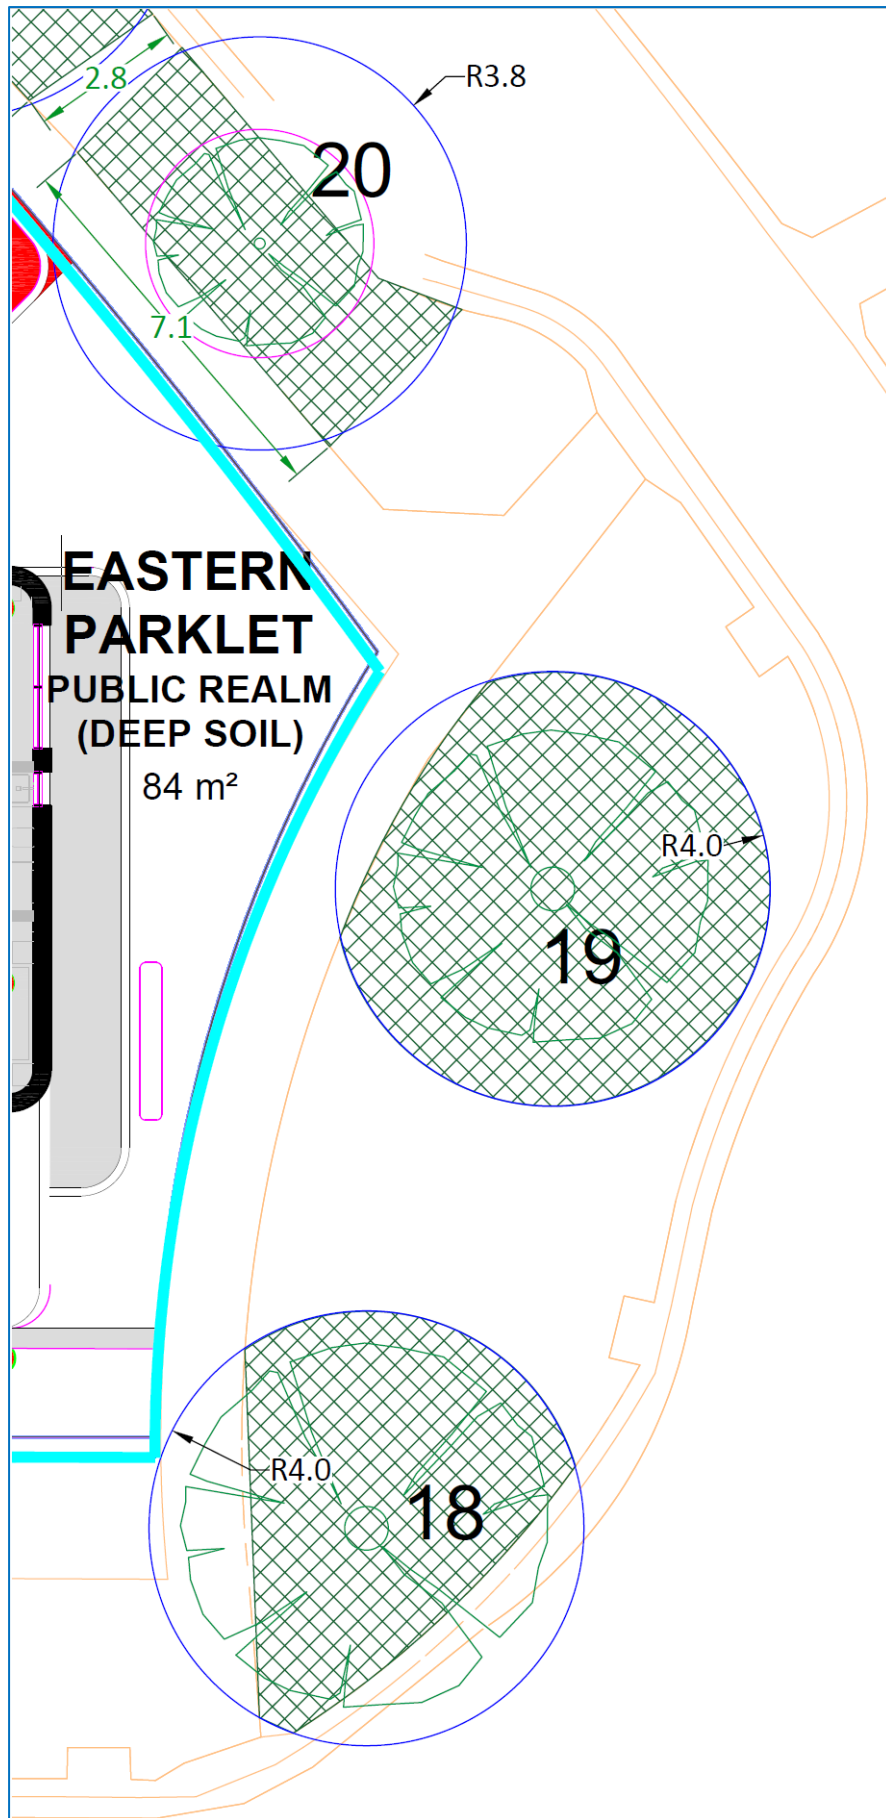 2.8
R3.8
20
7.1
EASTERN
PARKLET
PUBLIC REALM
(DEEP SOIL)
84 m²
R4.0
19
R4.0
18